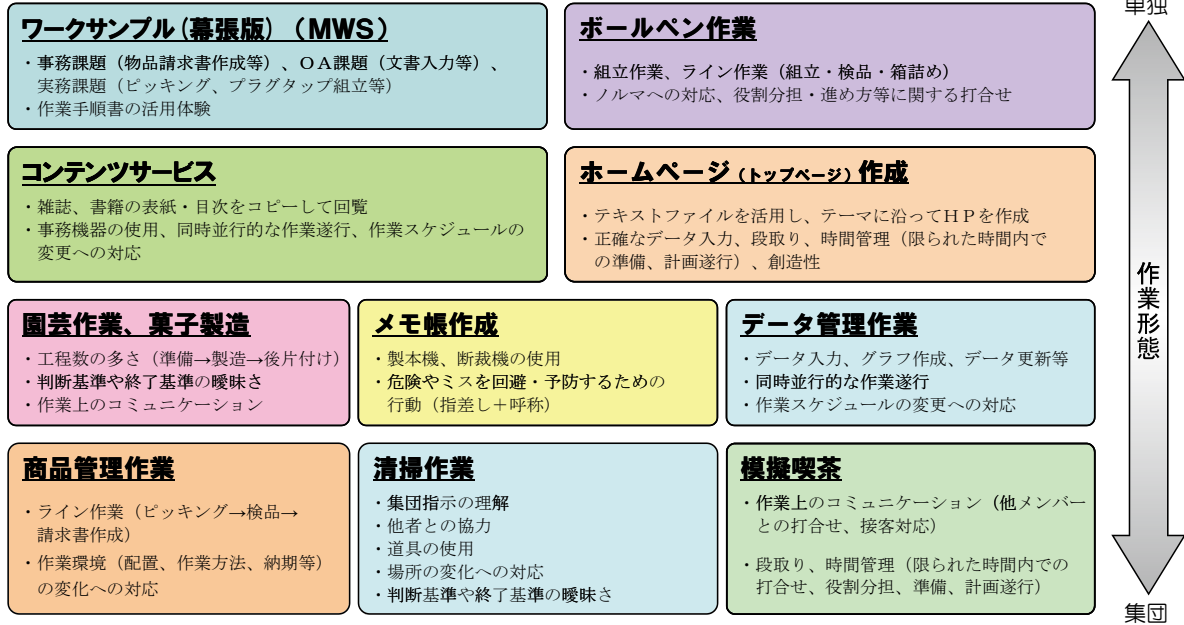 単独
ワークサンプル(幕張版)(MWS)
・事務課題(物品請求書作成等)、OA課題(文書入力等)、
実務課題(ピッキング、プラグタップ組立等)
・作業手順書の活用体験
ボールペン作業
・組立作業、ライン作業(組立・検品・箱詰め)
・ノルマへの対応、役割分担・進め方等に関する打合せ
コンテンツサービス
・雑誌、書籍の表紙・目次をコピーして回覧
・事務機器の使用、同時並行的な作業遂行、作業スケジュールの
変更への対応
ホームページ(トップページ)作成
・テキストファイルを活用し、テーマに沿ってHPを作成
・正確なデータ入力、段取り、時間管理(限られた時間内で
の準備、計画遂行)、創造性
園芸作業、菓子製造
・工程数の多さ(準備→製造→後片付け)
・判断基準や終了基準の曖昧さ
・作業上のコミュニケーション
メモ帳作成
・製本機、断裁機の使用
・危険やミスを回避・予防するための
行動(指差し+呼称)
データ管理作業
・データ入力、グラフ作成、データ更新等
・同時並行的な作業遂行
・作業スケジュールの変更への対応
商品管理作業
・ライン作業(ピッキング→検品→
請求書作成)
・作業環境(配置、作業方法、納期等)
の変化への対応
清掃作業
・集団指示の理解
・他者との協力
・道具の使用
・場所の変化への対応
・判断基準や終了基準の曖昧さ
模擬喫茶
・作業上のコミュニケーション(他メンバー
との打合せ、接客対応)
・段取り、時間管理(限られた時間内での
打合せ、役割分担、準備、計画遂行)
作業形態
集団